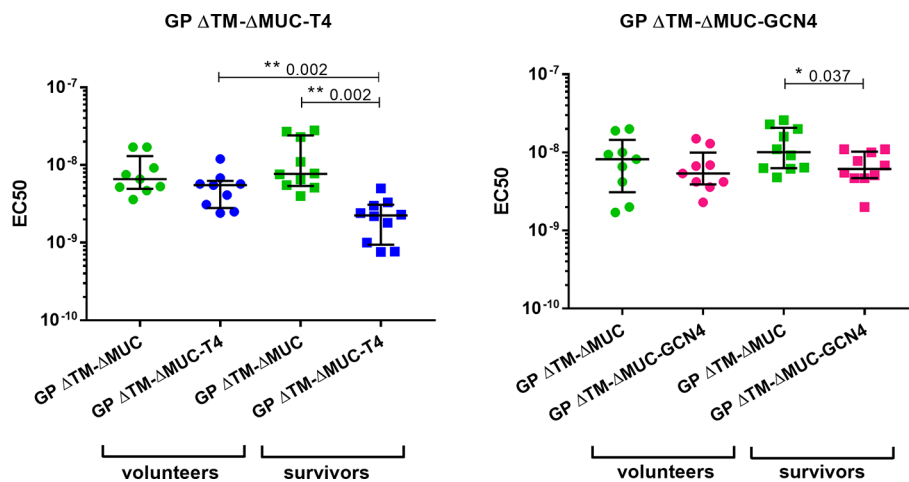 GP ΔTM-ΔMUC-T4
** 0.002
** 0.002
10⁻⁷
10⁻⁸
10⁻⁹
10⁻¹⁰
EC50
GP ΔTM-ΔMUC
GP ΔTM-ΔMUC-T4
GP ΔTM-ΔMUC
GP ΔTM-ΔMUC-T4
volunteers
survivors
GP ΔTM-ΔMUC-GCN4
* 0.037
10⁻⁷
10⁻⁸
10⁻⁹
10⁻¹⁰
EC50
GP ΔTM-ΔMUC
GP ΔTM-ΔMUC-GCN4
GP ΔTM-ΔMUC
GP ΔTM-ΔMUC-GCN4
volunteers
survivors